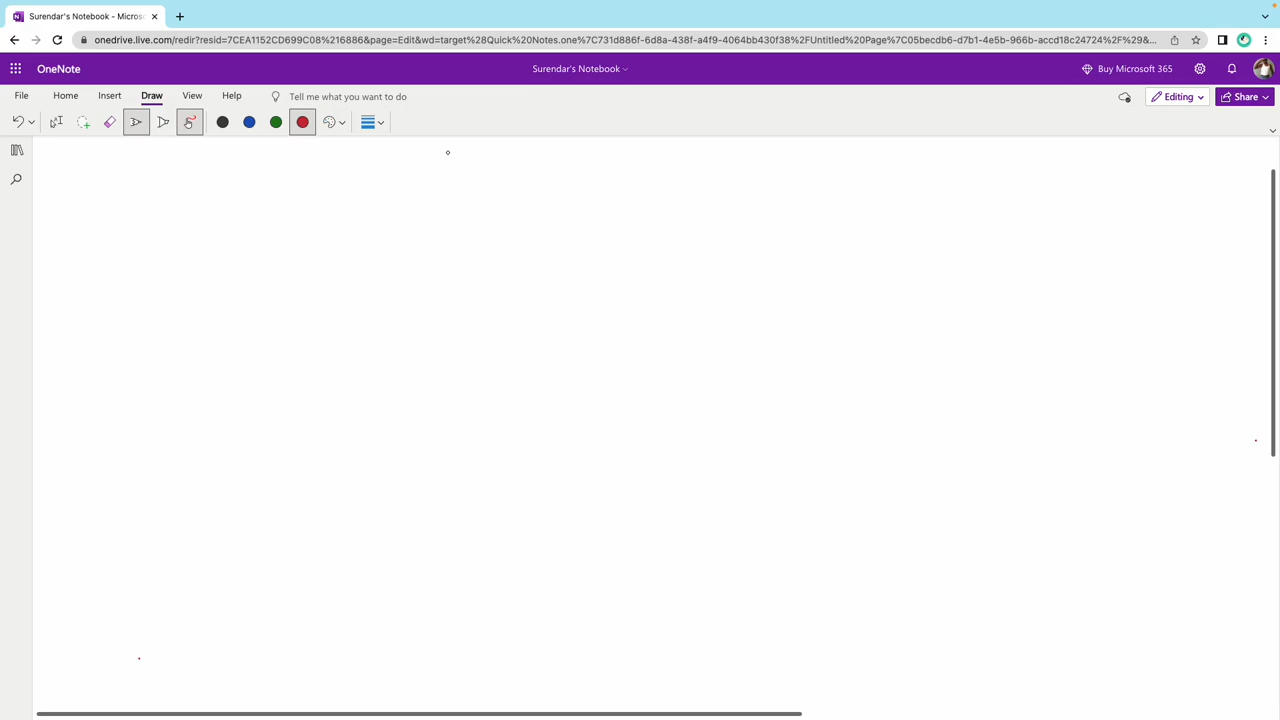 Surendar's Notebook - Micros
onedrive.live.com/redir?resid=7CEA1152CD699C08%216886&page=Edit&wd=target%28Quick%20Notes.one%7C731d886f-6d8a-438f-a4f9-4064bb430f38%2FUntitled%20Page%7C05becdb6-d7b1-4e5b-966b-accd18c24724%2F%29&...
OneNote Surendar's Notebook Buy Microsoft 365
File Home Insert Draw View Help Tell me what you want to do Editing Share